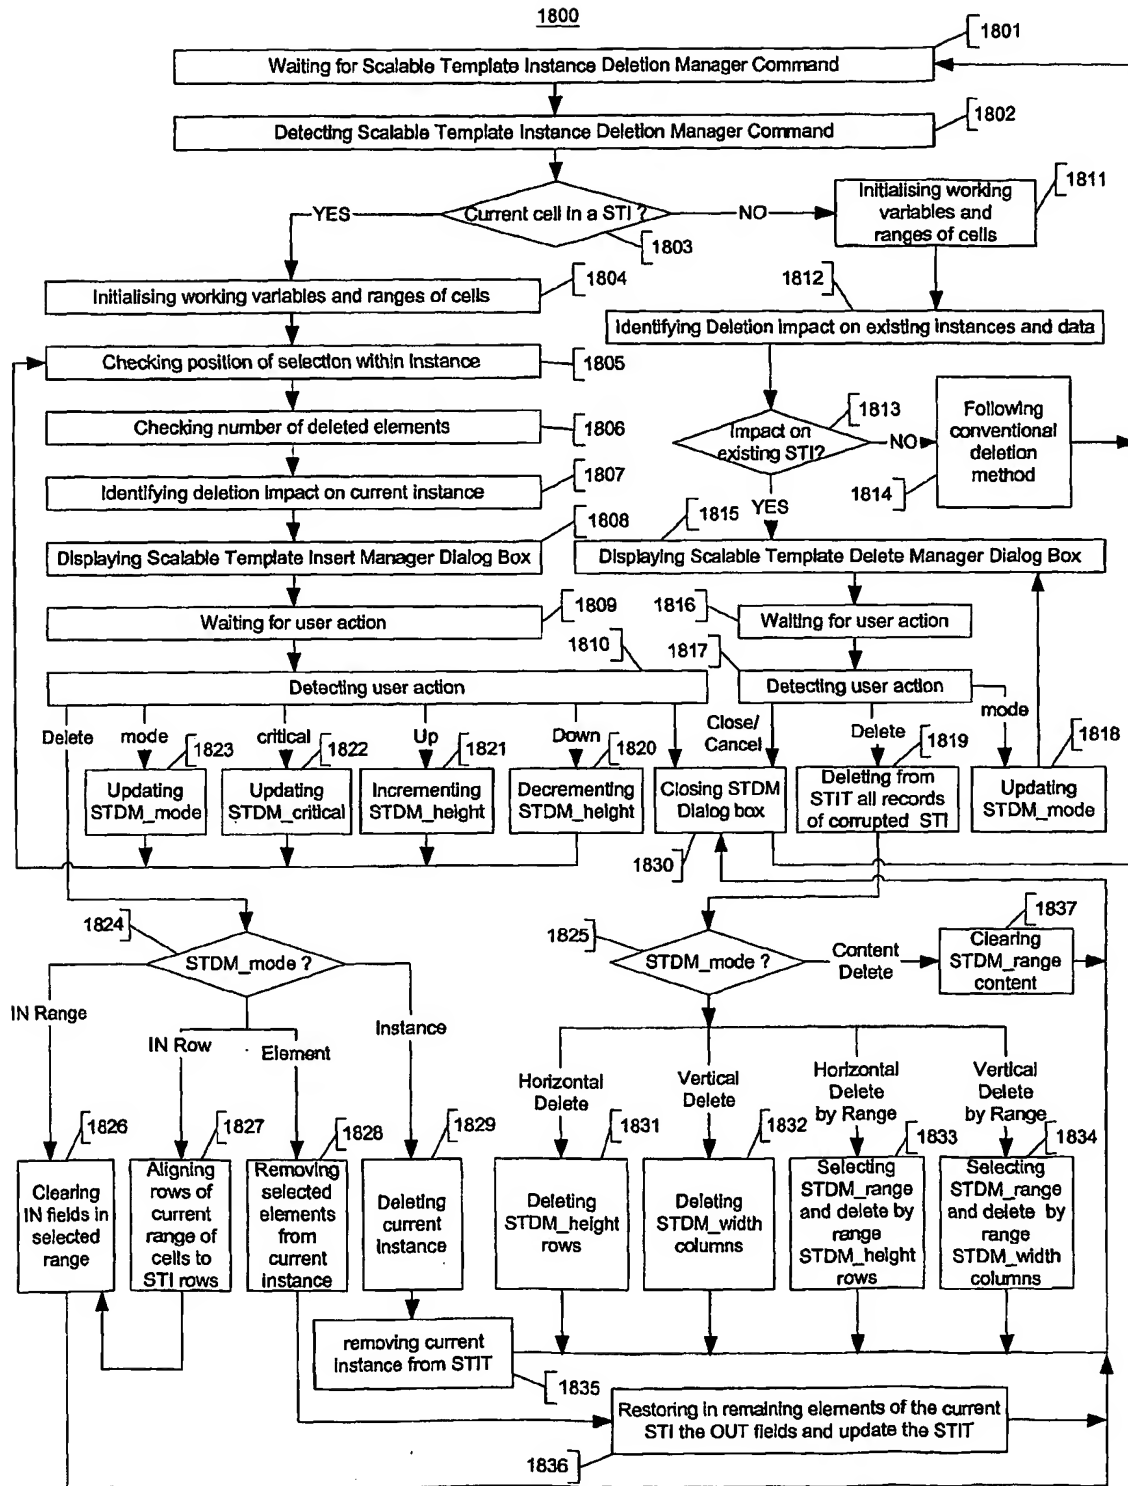 1800
1801
Waiting for Scalable Template Instance Deletion Manager Command
1802
Detecting Scalable Template Instance Deletion Manager Command
1811
Initialising working
variables and
ranges of cells
YES
Current cell in a STI ?
NO
1803
1804
Initialising working variables and ranges of cells
1812
Identifying Deletion impact on existing instances and data
1805
Checking position of selection within Instance
1806
Checking number of deleted elements
1813
Impact on
existing STI?
NO
YES
Following
conventional
deletion
method
1814
1807
Identifying deletion Impact on current instance
1808
Displaying Scalable Template Insert Manager Dialog Box
1815
Displaying Scalable Template Delete Manager Dialog Box
1809
Waiting for user action
1816
Waiting for user action
1810
Detecting user action
1817
Detecting user action
Delete
mode
critical
Up
Down
Close/
Cancel
Delete
mode
1823
Updating
STDM_mode
1822
Updating
STDM_critical
1821
Incrementing
STDM_height
1820
Decrementing
STDM_height
Closing STDM
Dialog box
1830
1819
Deleting from
STIT all records
of corrupted STI
1818
Updating
STDM_mode
1824
STDM_mode ?
1825
STDM_mode ?
Content
Delete
1837
Clearing
STDM_range
content
IN Range
IN Row
Element
Instance
Horizontal
Delete
Vertical
Delete
Horizontal
Delete
by Range
Vertical
Delete
by Range
1826
Clearing
IN fields in
selected
range
1827
Aligning
rows of
current
range of
cells to
STI rows
1828
Removing
selected
elements
from
current
instance
1829
Deleting
current
Instance
1831
Deleting
STDM_height
rows
1832
Deleting
STDM_width
columns
1833
Selecting
STDM_range
and delete by
range
STDM_height
rows
1834
Selecting
STDM_range
and delete by
range
STDM_width
columns
removing current
Instance from STIT
1835
Restoring in remaining elements of the current
STI the OUT fields and update the STIT
1836